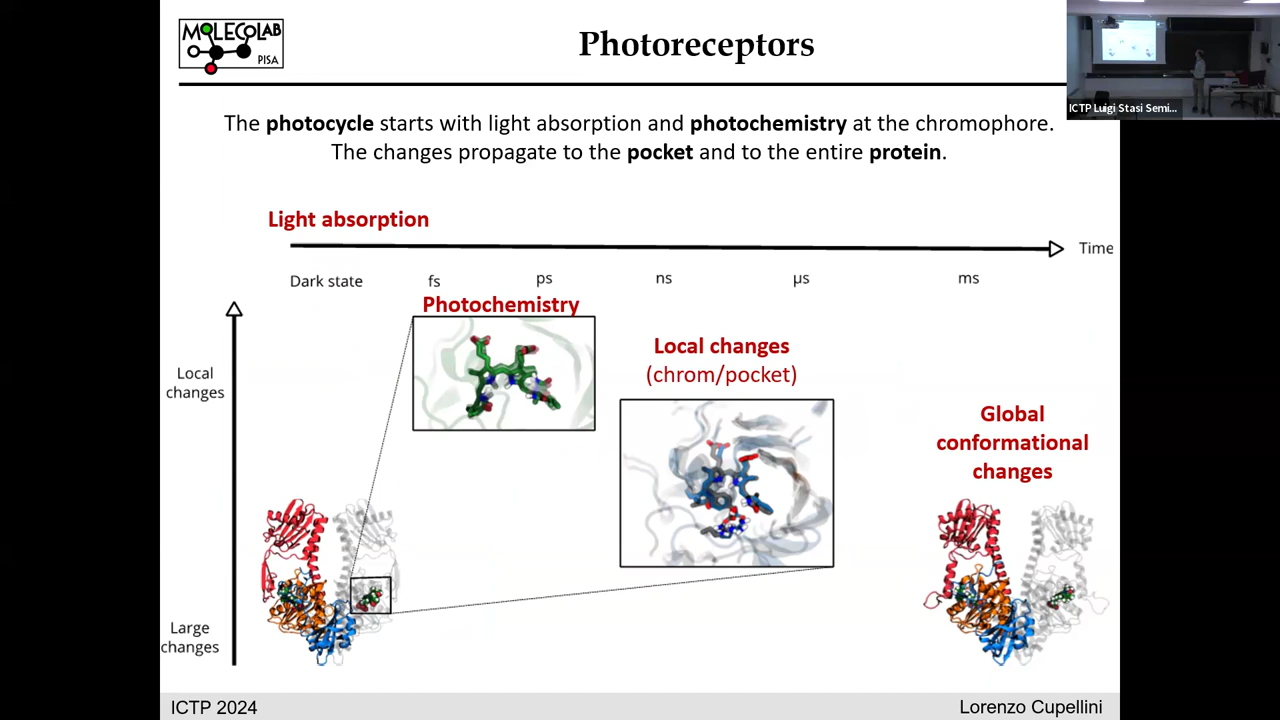 MOLECOLAB
PISA
Photoreceptors
ICTP Luigi Stasi Semi...
The photocycle starts with light absorption and photochemistry at the chromophore.
The changes propagate to the pocket and to the entire protein.
Light absorption
Time
Dark state fs ps ns µs ms
Photochemistry
Local changes
(chrom/pocket)
Local
changes
Global
conformational
changes
Large
changes
ICTP 2024
Lorenzo Cupellini